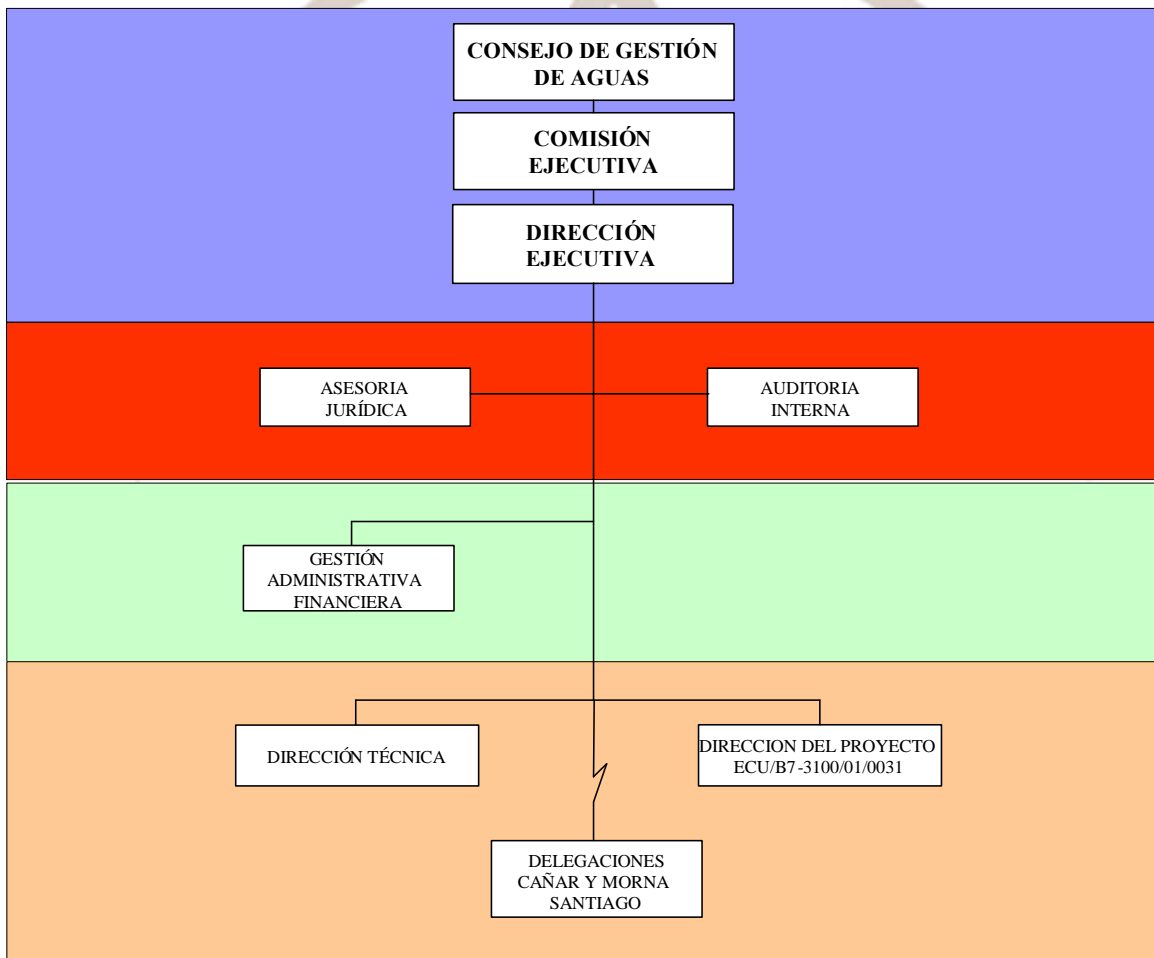 CONSEJO DE GESTIÓN
DE AGUAS
COMISIÓN
EJECUTIVA
DIRECCIÓN
EJECUTIVA
ASESORIA
JURÍDICA
AUDITORIA
INTERNA
GESTIÓN
ADMINISTRATIVA
FINANCIERA
DIRECCIÓN TÉCNICA
DIRECCION DEL PROYECTO
ECU/B7-3100/01/0031
DELEGACIONES
CAÑAR Y MORNA
SANTIAGO